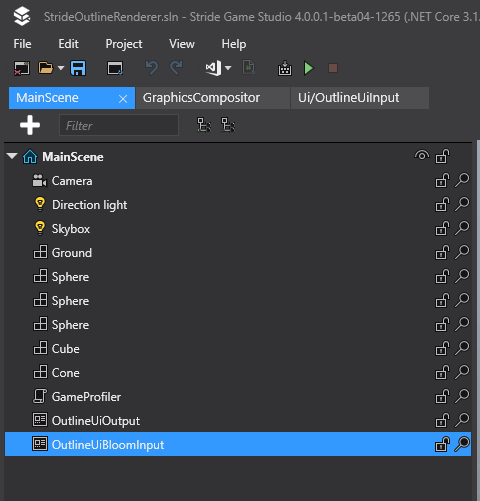 StrideOutlineRenderer.sln - Stride Game Studio 4.0.0.1-beta04-1265 (.NET Core 3.1.
File Edit Project View Help
MainScene GraphicsCompositor Ui/OutlineUiInput
Filter
MainScene
Camera
Direction light
Skybox
Ground
Sphere
Sphere
Sphere
Cube
Cone
GameProfiler
OutlineUiOutput
OutlineUiBloomInput